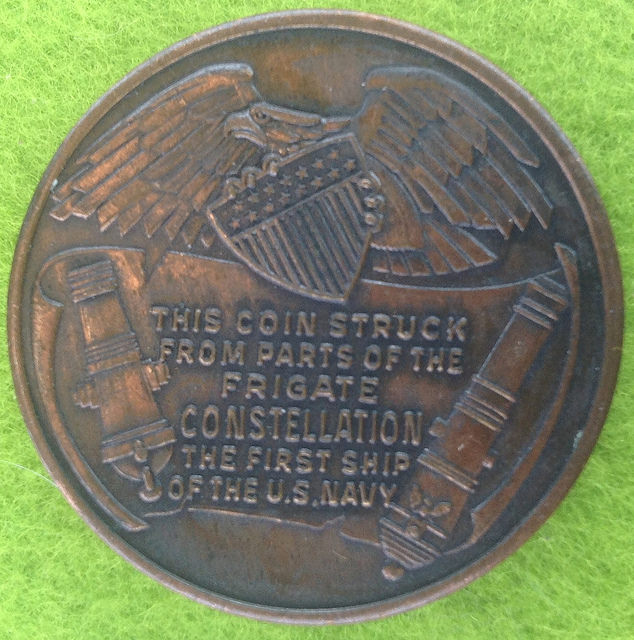 THIS COIN STRUCK
FROM PARTS OF THE
FRIGATE
CONSTELLATION
THE FIRST SHIP
OF THE U.S. NAVY